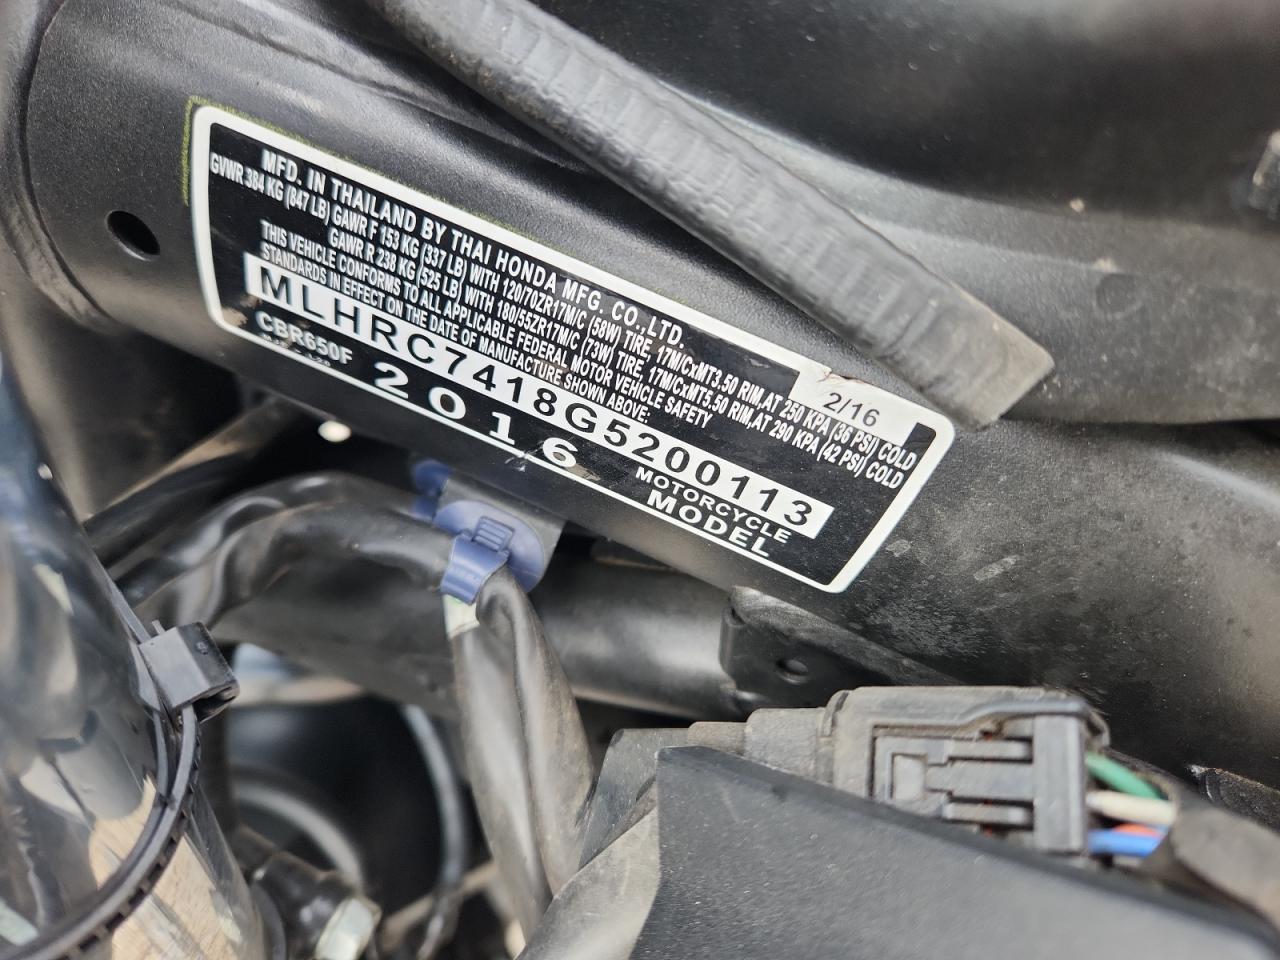 MFD. IN THAILAND BY THAI HONDA MFG. CO.,LTD. 2/16
GVWR 384 KG (847 LB) GAWR F 153 KG (337 LB) WITH 120/70ZR17M/C (58W) TIRE, 17M/CxMT3.50 RIM,AT 250 KPA (36 PSI) COLD
GAWR R 238 KG (525 LB) WITH 180/55ZR17M/C (73W) TIRE, 17M/CxMT5.50 RIM,AT 290 KPA (42 PSI) COLD
THIS VEHICLE CONFORMS TO ALL APPLICABLE FEDERAL MOTOR VEHICLE SAFETY
STANDARDS IN EFFECT ON THE DATE OF MANUFACTURE SHOWN ABOVE:
MLHRC7418G5200113
CBR650F MOTORCYCLE
2016 MODEL